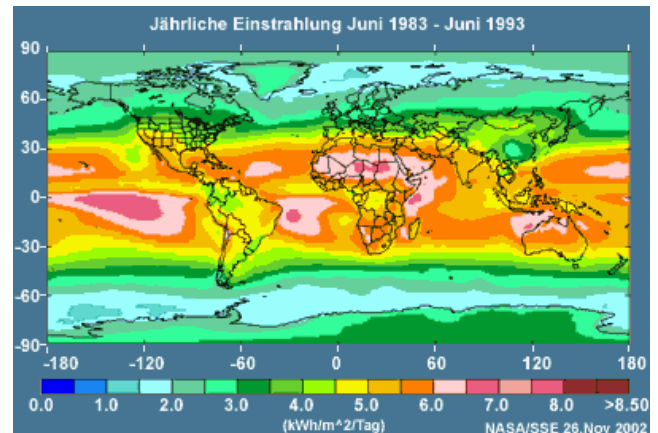 Jährliche Einstrahlung Juni 1983 - Juni 1993
90
60
30
0
-30
-60
-90
-180 -120 -60 0 60 120 180
0.0 1.0 2.0 3.0 4.0 5.0 6.0 7.0 8.0 >8.50
(kWh/m^2/Tag)
NASA/SSE 26.Nov 2002